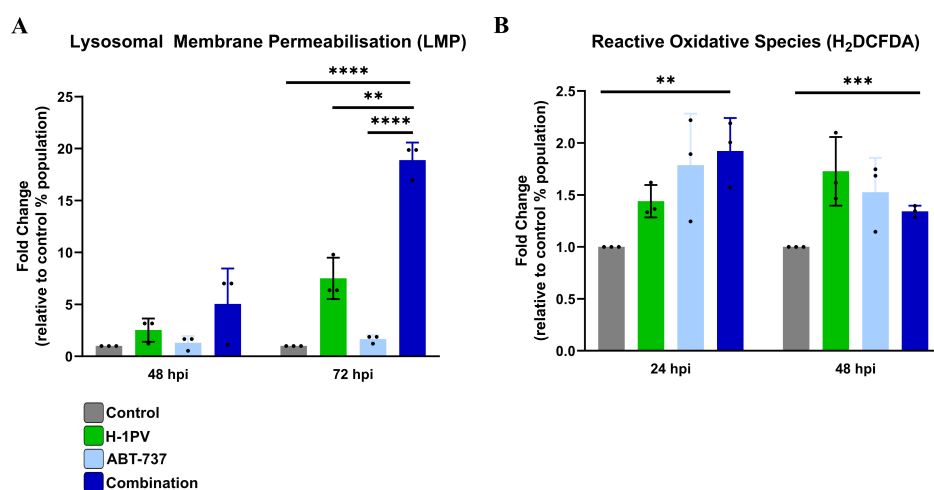 A
Lysosomal Membrane Permeabilisation (LMP)
Fold Change
(relative to control % population)
25
20
15
10
5
0
****
**
****
48 hpi
72 hpi
Control
H-1PV
ABT-737
Combination
B
Reactive Oxidative Species (H₂DCFDA)
Fold Change
(relative to control % population)
2.5
2.0
1.5
1.0
0.5
0.0
**
***
24 hpi
48 hpi